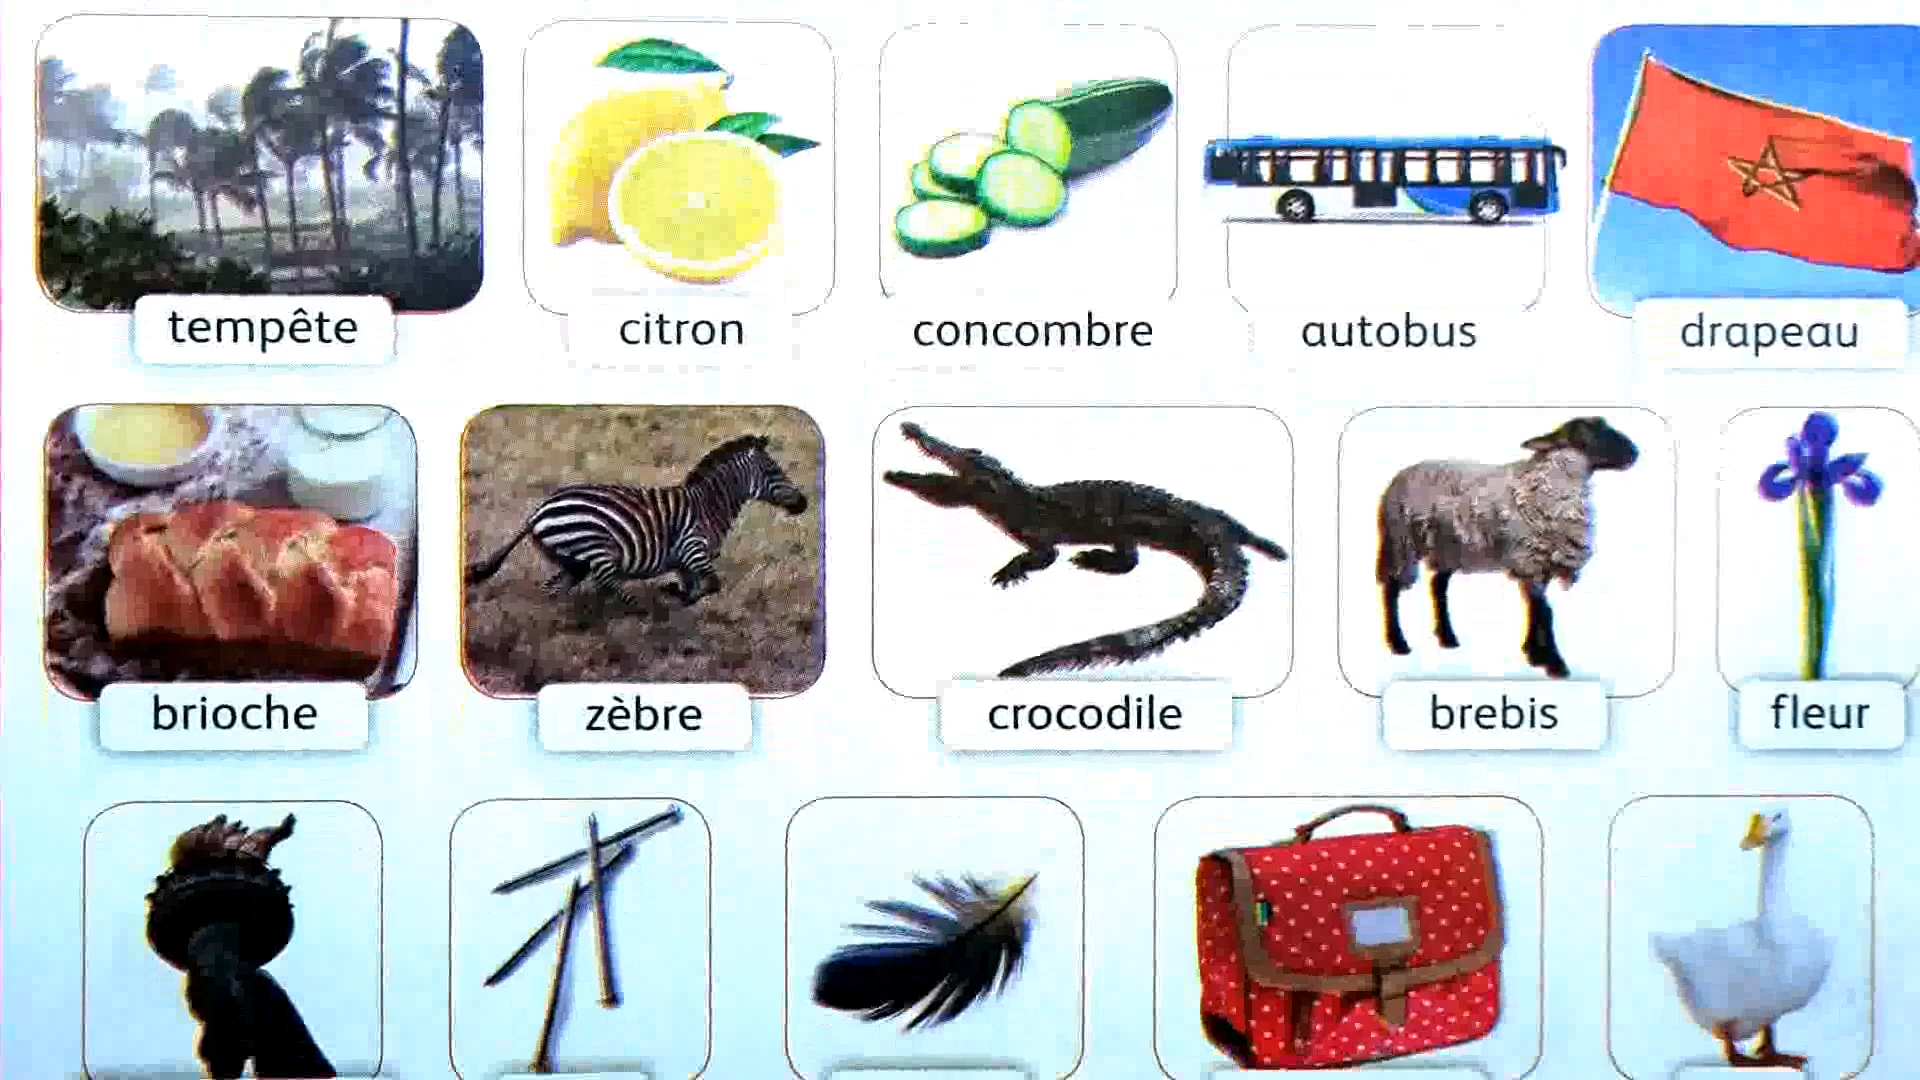 tempête
citron
concombre
autobus
drapeau
brioche
zèbre
crocodile
brebis
fleur